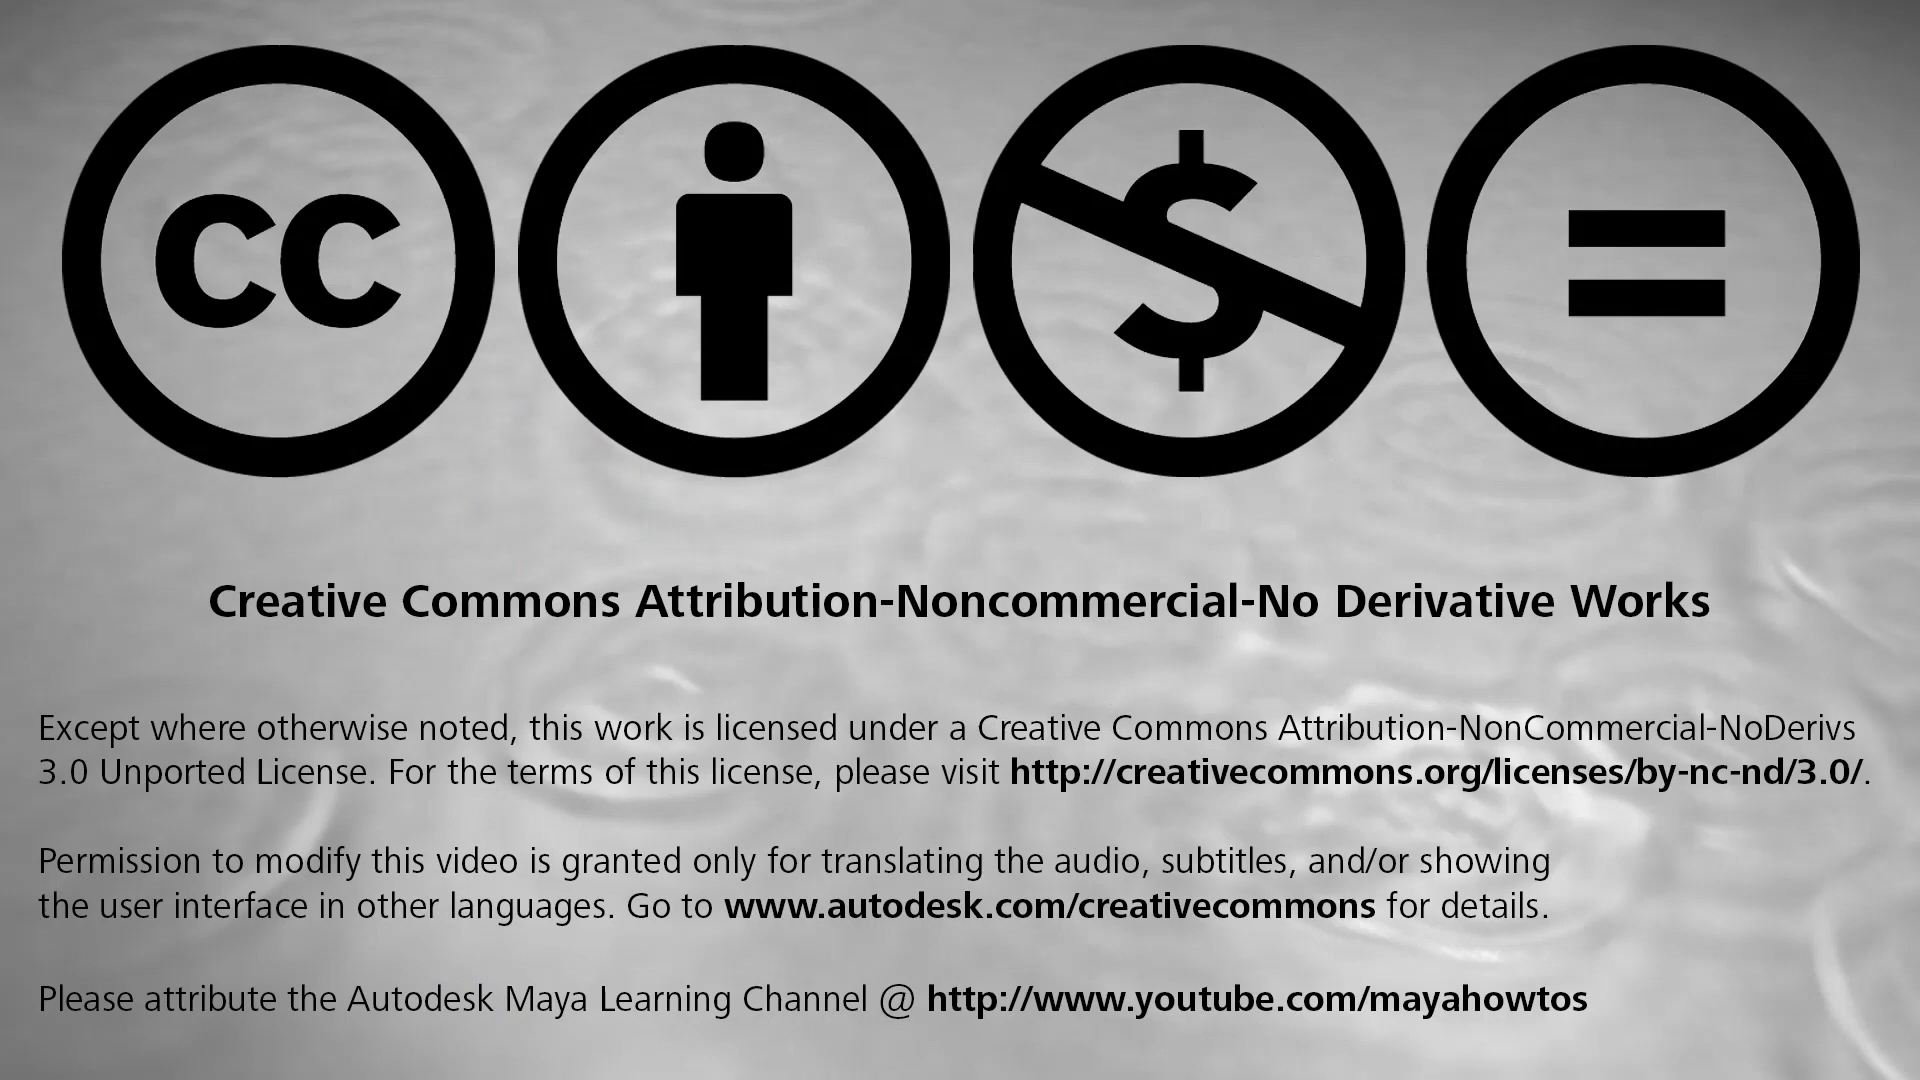 cc
$
=
Creative Commons Attribution-Noncommercial-No Derivative Works
Except where otherwise noted, this work is licensed under a Creative Commons Attribution-NonCommercial-NoDerivs
3.0 Unported License. For the terms of this license, please visit http://creativecommons.org/licenses/by-nc-nd/3.0/.
Permission to modify this video is granted only for translating the audio, subtitles, and/or showing
the user interface in other languages. Go to www.autodesk.com/creativecommons for details.
Please attribute the Autodesk Maya Learning Channel @ http://www.youtube.com/mayahowtos